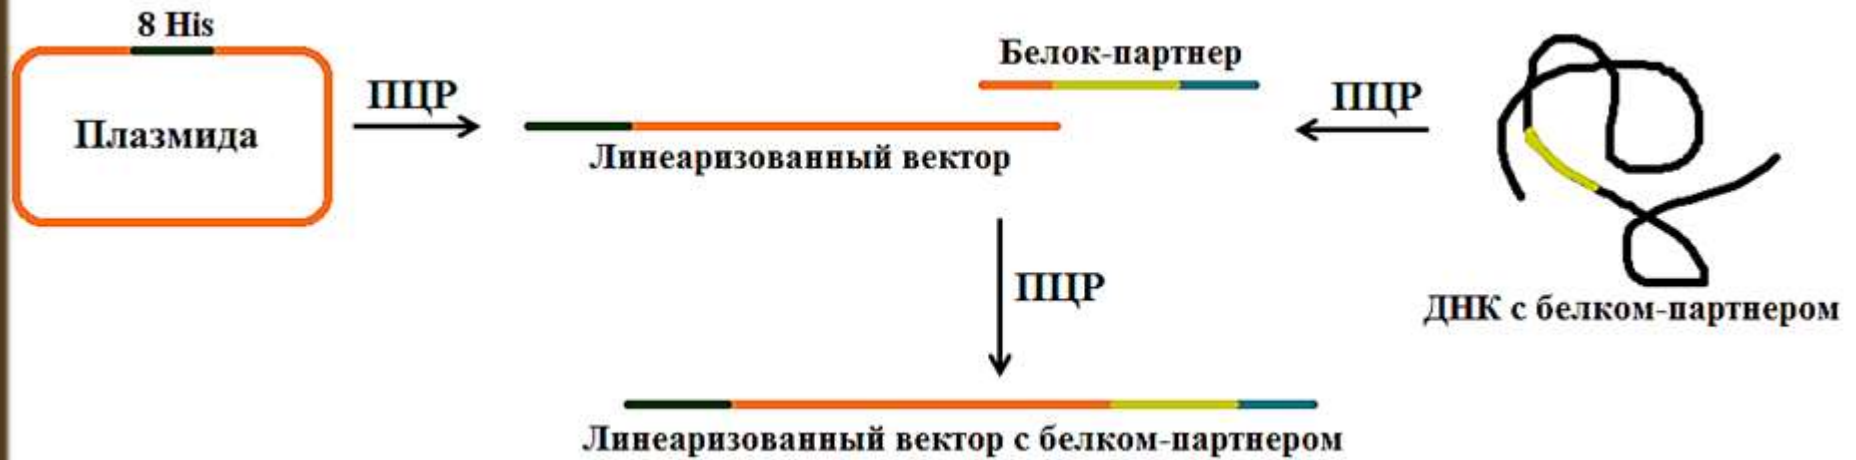 8 His
Плазмида
ПЦР
Белок-партнер
Линеаризованный вектор
ПЦР
ДНК с белком-партнером
ПЦР
Линеаризованный вектор с белком-партнером